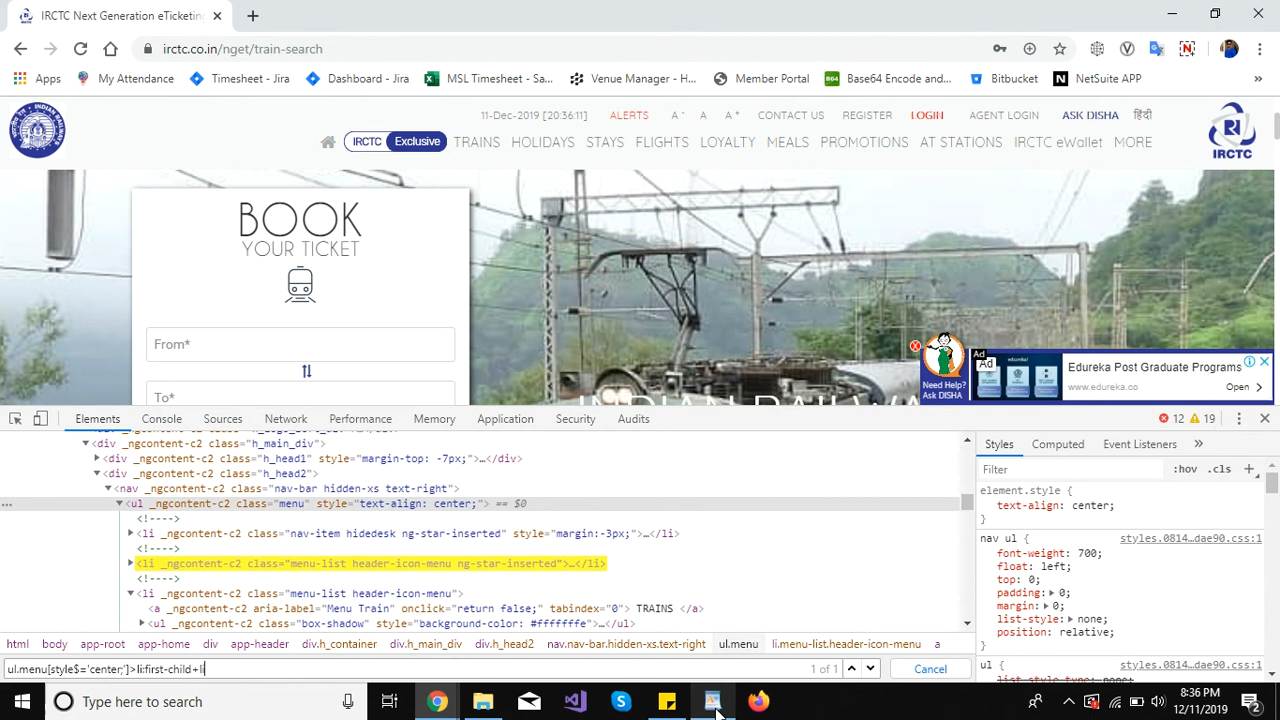 IRCTC Next Generation eTicketing
irctc.co.in/nget/train-search
Apps My Attendance Timesheet - Jira Dashboard - Jira MSL Timesheet - Sa... Venue Manager - H... Member Portal Base64 Encode and... Bitbucket NetSuite APP »
11-Dec-2019 [20:36:11] ALERTS A - A A + CONTACT US REGISTER LOGIN AGENT LOGIN ASK DISHA हिंदी
IRCTC Exclusive TRAINS HOLIDAYS STAYS FLIGHTS LOYALTY MEALS PROMOTIONS AT STATIONS IRCTC eWallet MORE
IRCTC
BOOK
YOUR TICKET
From*
To*
INDIAN RAILWA
Need Help?
Ask DISHA
Ad
Ad
Edureka Post Graduate Programs
www.edureka.co
Open
Elements Console Sources Network Performance Memory Application Security Audits 12 19
<div _ngcontent-c2 class="h_main_div">
<div _ngcontent-c2 class="h_head1" style="margin-top: -7px;">…</div>
<div _ngcontent-c2 class="h_head2">
<nav _ngcontent-c2 class="nav-bar hidden-xs text-right">
<ul _ngcontent-c2 class="menu" style="text-align: center;"> == $0
<!---->
<li _ngcontent-c2 class="nav-item hidedesk ng-star-inserted" style="margin:-3px;">…</li>
<!---->
<li _ngcontent-c2 class="menu-list header-icon-menu ng-star-inserted">…</li>
<!---->
<li _ngcontent-c2 class="menu-list header-icon-menu">
<a _ngcontent-c2 aria-label="Menu Train" onclick="return false;" tabindex="0"> TRAINS </a>
<ul _ngcontent-c2 class="box-shadow" style="background-color: #fffffffe;">…</ul>
html body app-root app-home div app-header div div.h_main_div div.h_head2 nav.nav-bar.hidden-xs.text-right ul.menu li.menu-list.header-icon-menu a
ul.menu[style$='center;']>li:first-child+li
1 of 1
Cancel
Styles Computed Event Listeners »
Filter :hov .cls +
element.style {
text-align: center;
}
nav ul { styles.0814…dae90.css:1
font-weight: 700;
float: left;
top: 0;
padding: 0;
margin: 0;
list-style: none;
position: relative;
}
ul { styles.0814…dae90.css:1
list-style type: none;
Type here to search
8:36 PM
12/11/2019
2